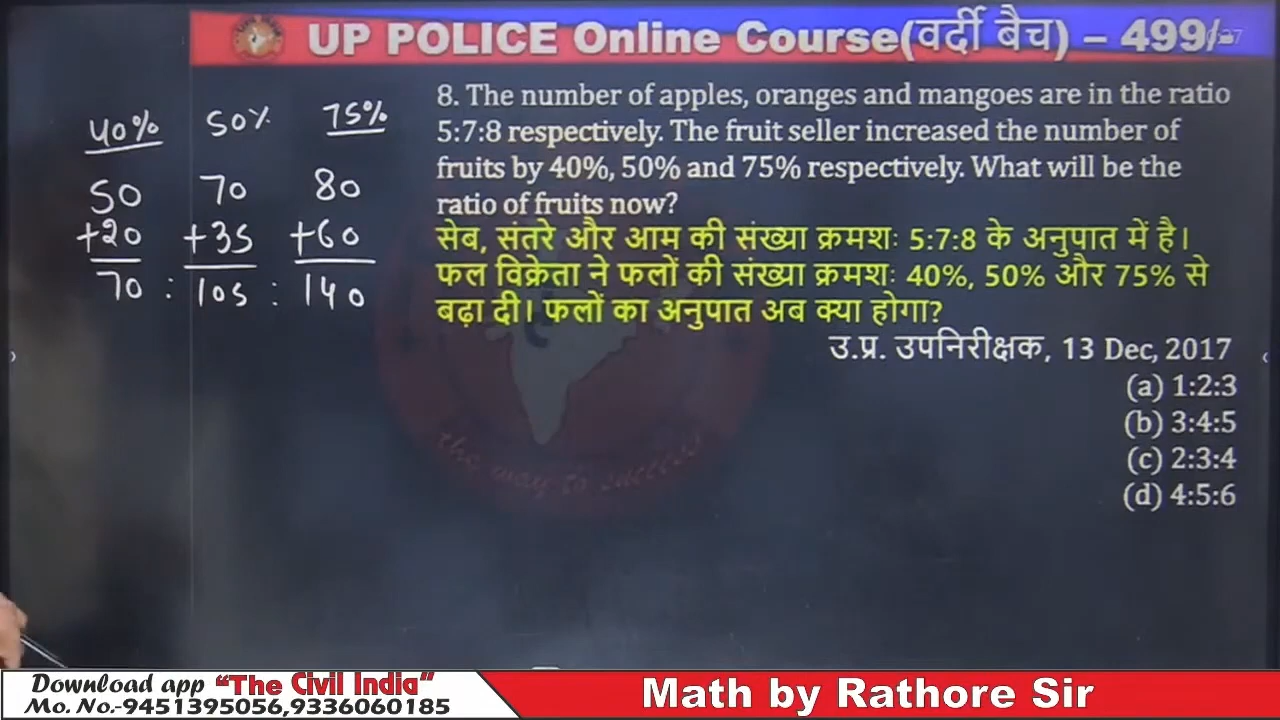 UP POLICE Online Course(वर्दी बैच) – 499/-
40% 50% 75%
50 70 80
+20 +35 +60
70 : 105 : 140
8. The number of apples, oranges and mangoes are in the ratio
5:7:8 respectively. The fruit seller increased the number of
fruits by 40%, 50% and 75% respectively. What will be the
ratio of fruits now?
सेब, संतरे और आम की संख्या क्रमशः 5:7:8 के अनुपात में है।
फल विक्रेता ने फलों की संख्या क्रमशः 40%, 50% और 75% से
बढ़ा दी। फलों का अनुपात अब क्या होगा?
उ.प्र. उपनिरीक्षक, 13 Dec, 2017
(a) 1:2:3
(b) 3:4:5
(c) 2:3:4
(d) 4:5:6
the way to success
Download app "The Civil India"
Mo. No.-9451395056,9336060185
Math by Rathore Sir